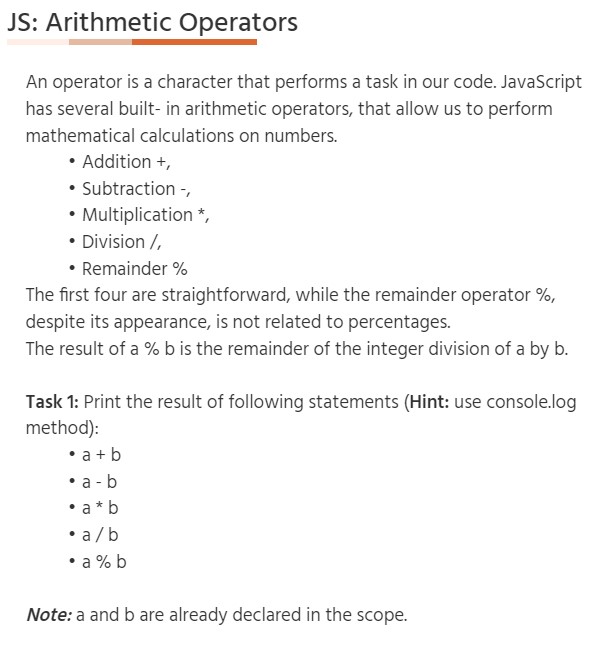 JS: Arithmetic Operators
An operator is a character that performs a task in our code. JavaScript
has several built- in arithmetic operators, that allow us to perform
mathematical calculations on numbers.
• Addition +,
• Subtraction -,
• Multiplication *,
• Division /,
• Remainder %
The first four are straightforward, while the remainder operator %,
despite its appearance, is not related to percentages.
The result of a % b is the remainder of the integer division of a by b.
Task 1: Print the result of following statements (Hint: use console.log
method):
• a + b
• a - b
• a * b
• a / b
• a % b
Note: a and b are already declared in the scope.